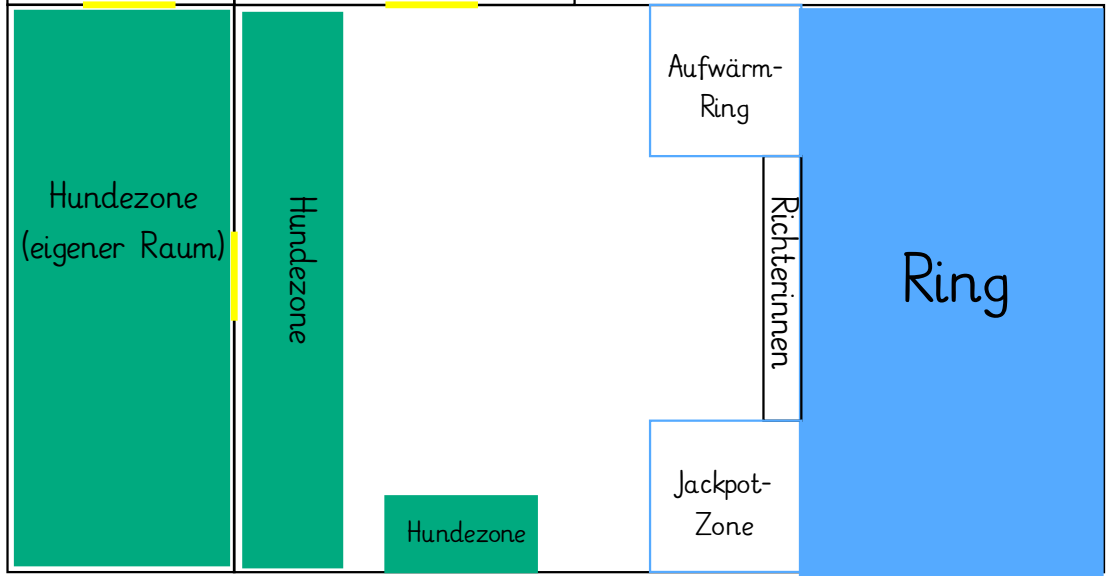 Hundezone
(eigener Raum)
Hundezone
Hundezone
Aufwärm-
Ring
Richterinnen
Jackpot-
Zone
Ring